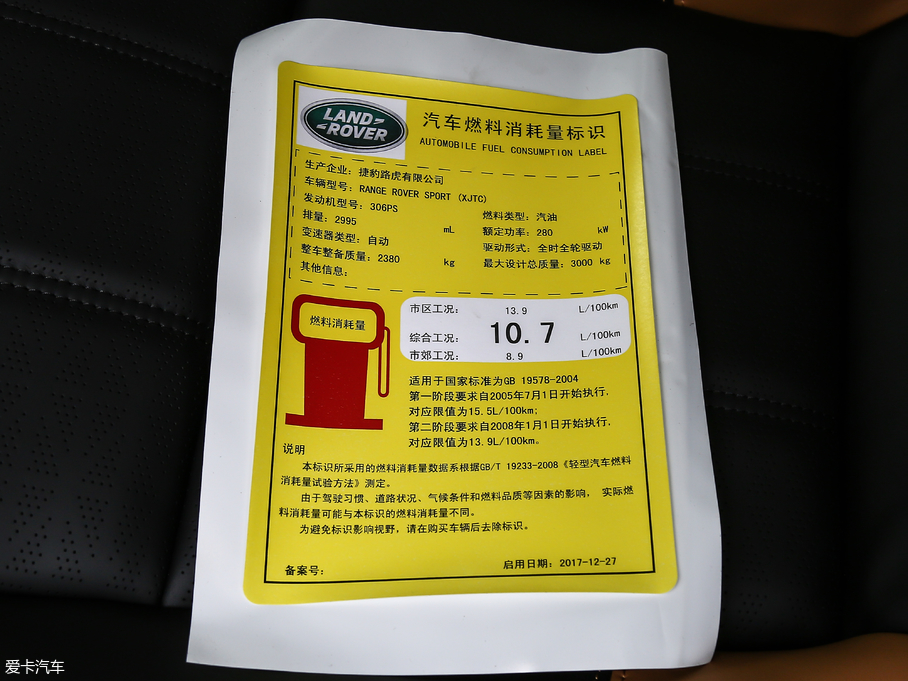 LAND-
-ROVER
汽车燃料消耗量标识
AUTOMOBILE FUEL CONSUMPTION LABEL
生产企业：捷豹路虎有限公司
车辆型号：RANGE ROVER SPORT (XJTC)
发动机型号：306PS
燃料类型：汽油
排量：2995 mL
额定功率：280 kW
变速器类型：自动
驱动形式：全时全轮驱动
整车整备质量：2380 kg
最大设计总质量：3000 kg
其他信息：
燃料消耗量
市区工况： 13.9 L/100km
综合工况： 10.7 L/100km
市郊工况： 8.9 L/100km
适用于国家标准为GB 19578-2004
第一阶段要求自2005年7月1日开始执行，
对应限值为15.5L/100km；
第二阶段要求自2008年1月1日开始执行，
对应限值为13.9L/100km。
说明
本标识所采用的燃料消耗量数据系根据GB/T 19233-2008《轻型汽车燃料
消耗量试验方法》测定。
由于驾驶习惯、道路状况、气候条件和燃料品质等因素的影响， 实际燃
料消耗量可能与本标识的燃料消耗量不同。
为避免标识影响视野，请在购买车辆后去除标识。
备案号：
启用日期：2017-12-27
爱卡汽车